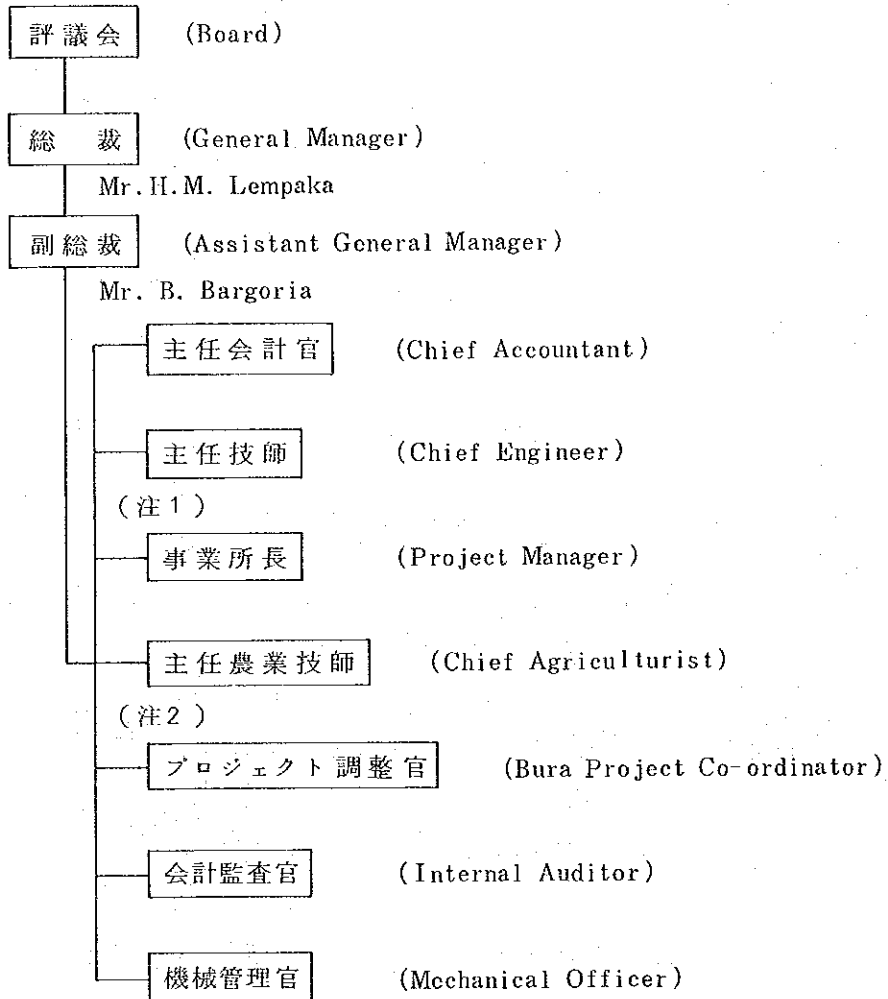 評議会 (Board)
総裁 (General Manager)
Mr.H.M. Lempaka
副総裁 (Assistant General Manager)
Mr. B. Bargoria
主任会計官 (Chief Accountant)
主任技師 (Chief Engineer)
(注1)
事業所長 (Project Manager)
主任農業技師 (Chief Agriculturist)
(注2)
プロジェクト調整官 (Bura Project Co-ordinator)
会計監査官 (Internal Auditor)
機械管理官 (Mechanical Officer)